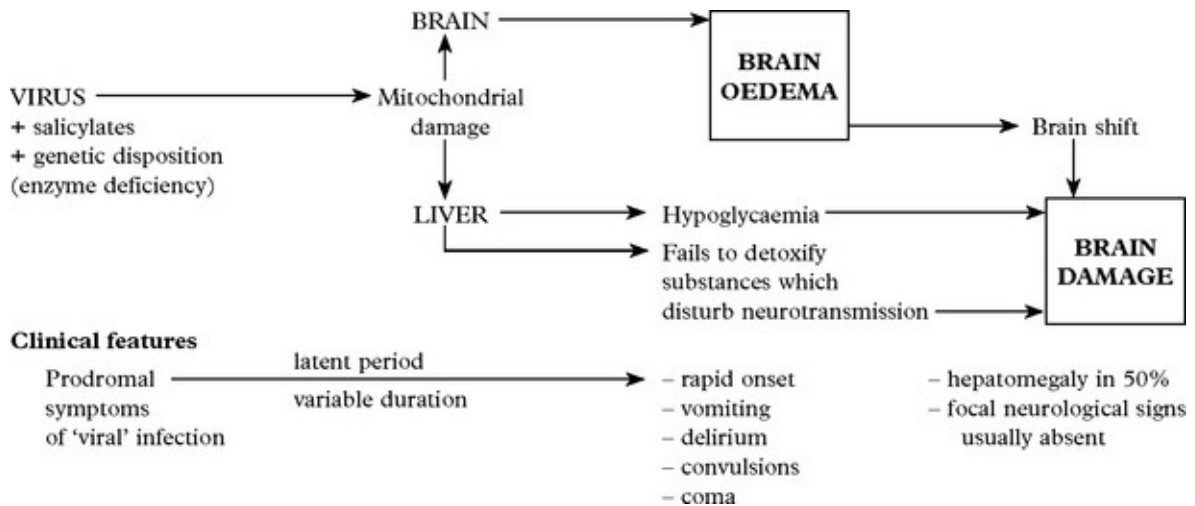 BRAIN
BRAIN
OEDEMA
VIRUS
+ salicylates
+ genetic disposition
(enzyme deficiency)
Mitochondrial
damage
Brain shift
LIVER
Hypoglycaemia
Fails to detoxify
substances which
disturb neurotransmission
BRAIN
DAMAGE
Clinical features
Prodromal
symptoms
of ‘viral’ infection
latent period
variable duration
– rapid onset
– vomiting
– delirium
– convulsions
– coma
– hepatomegaly in 50%
– focal neurological signs
usually absent